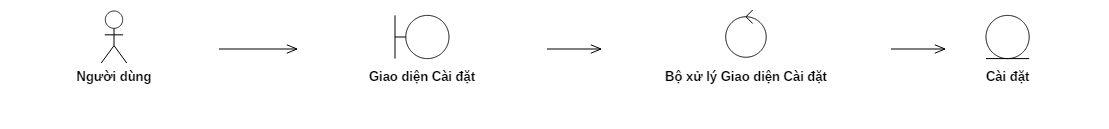 Người dùng
Giao diện Cài đặt
Bộ xử lý Giao diện Cài đặt
Cài đặt